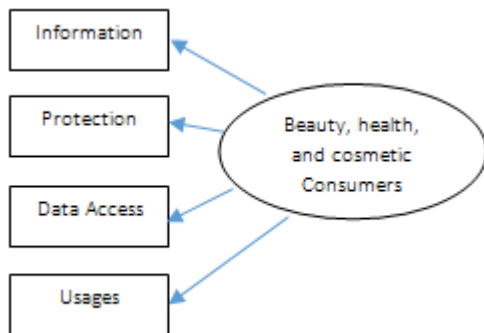 Information
Protection
Beauty, health,
and cosmetic
Consumers
Data Access
Usages